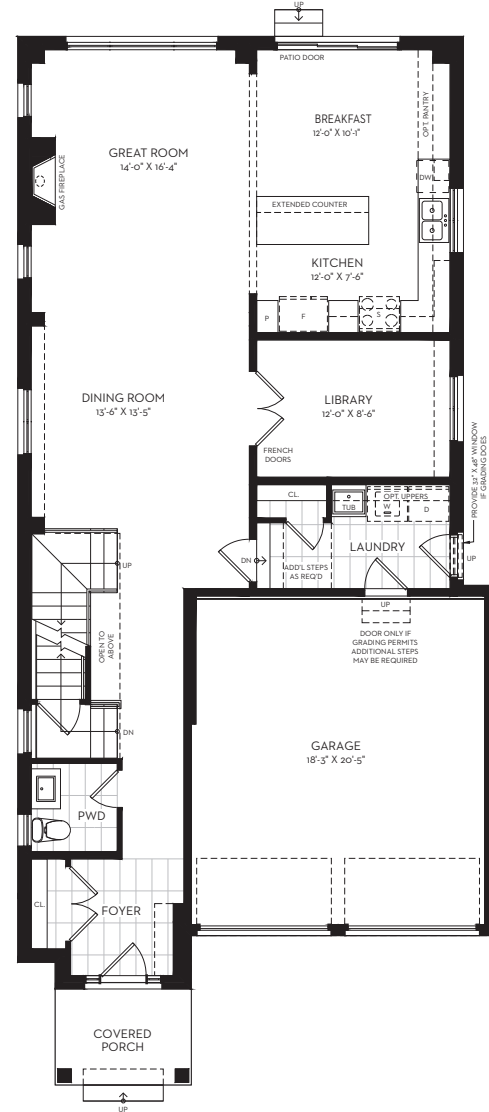 UP
PATIO DOOR
BREAKFAST
12'-0" X 10'-1"
OPT. PANTRY
GREAT ROOM
14'-0" X 16'-4"
GAS FIREPLACE
DW
EXTENDED COUNTER
KITCHEN
12'-0" X 7'-6"
P
F
S
DINING ROOM
13'-6" X 13'-5"
LIBRARY
12'-0" X 8'-6"
FRENCH
DOORS
PROVIDE 32" X 48" WINDOW
IF GRADING DOES
CL.
TUB
OPT. UPPERS
W
D
LAUNDRY
DN
ADD'L STEPS
AS REQ'D
UP
UP
OPEN TO
ABOVE
UP
DOOR ONLY IF
GRADING PERMITS
ADDITIONAL STEPS
MAY BE REQUIRED
DN
GARAGE
18'-3" X 20'-5"
PWD
CL.
FOYER
COVERED
PORCH
UP